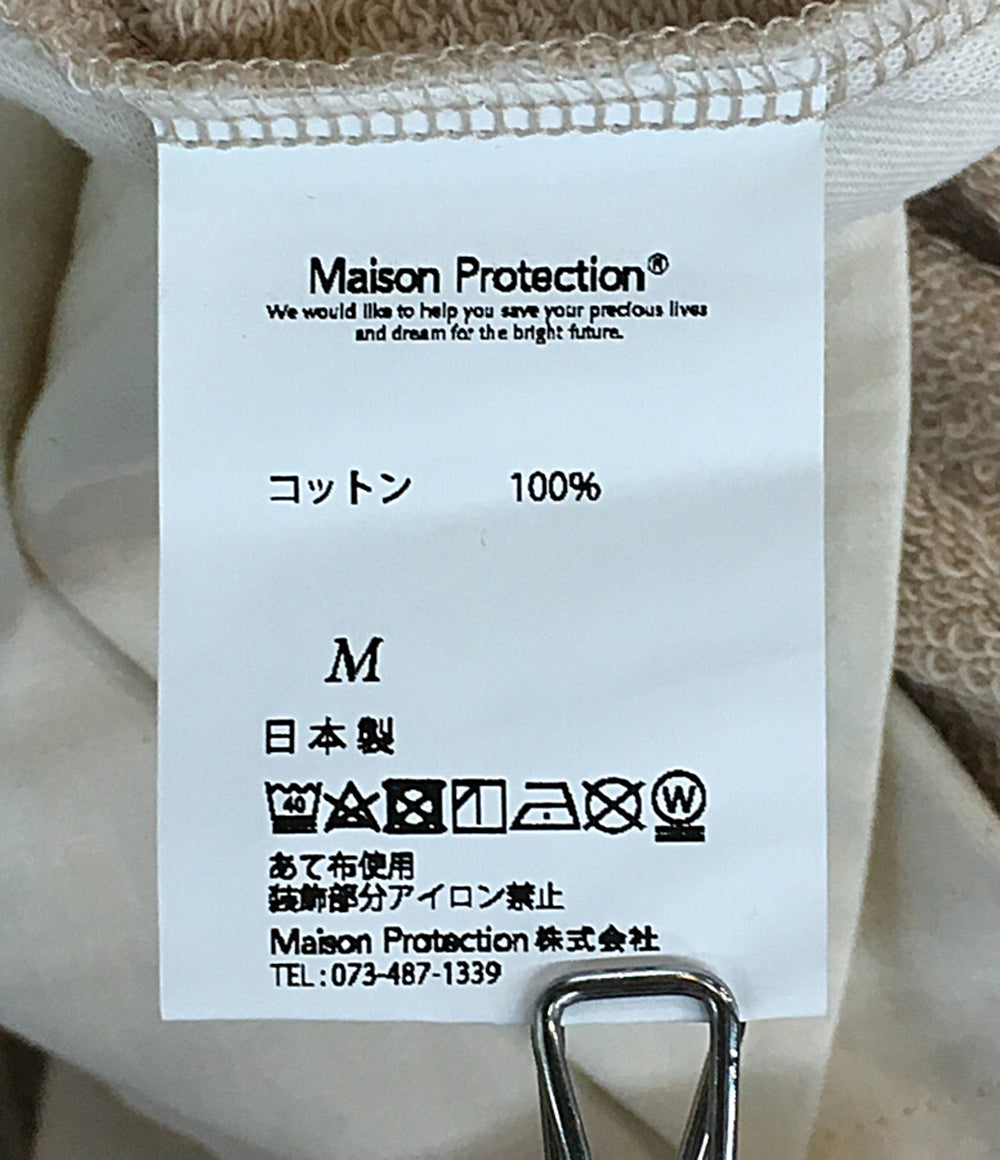 Maison Protection®
We would like to help you save your precious lives
and dream for the bright future.
コットン 100%
M
日本製
40 W
あて布使用
装飾部分アイロン禁止
Maison Protection 株式会社
TEL:073-487-1339